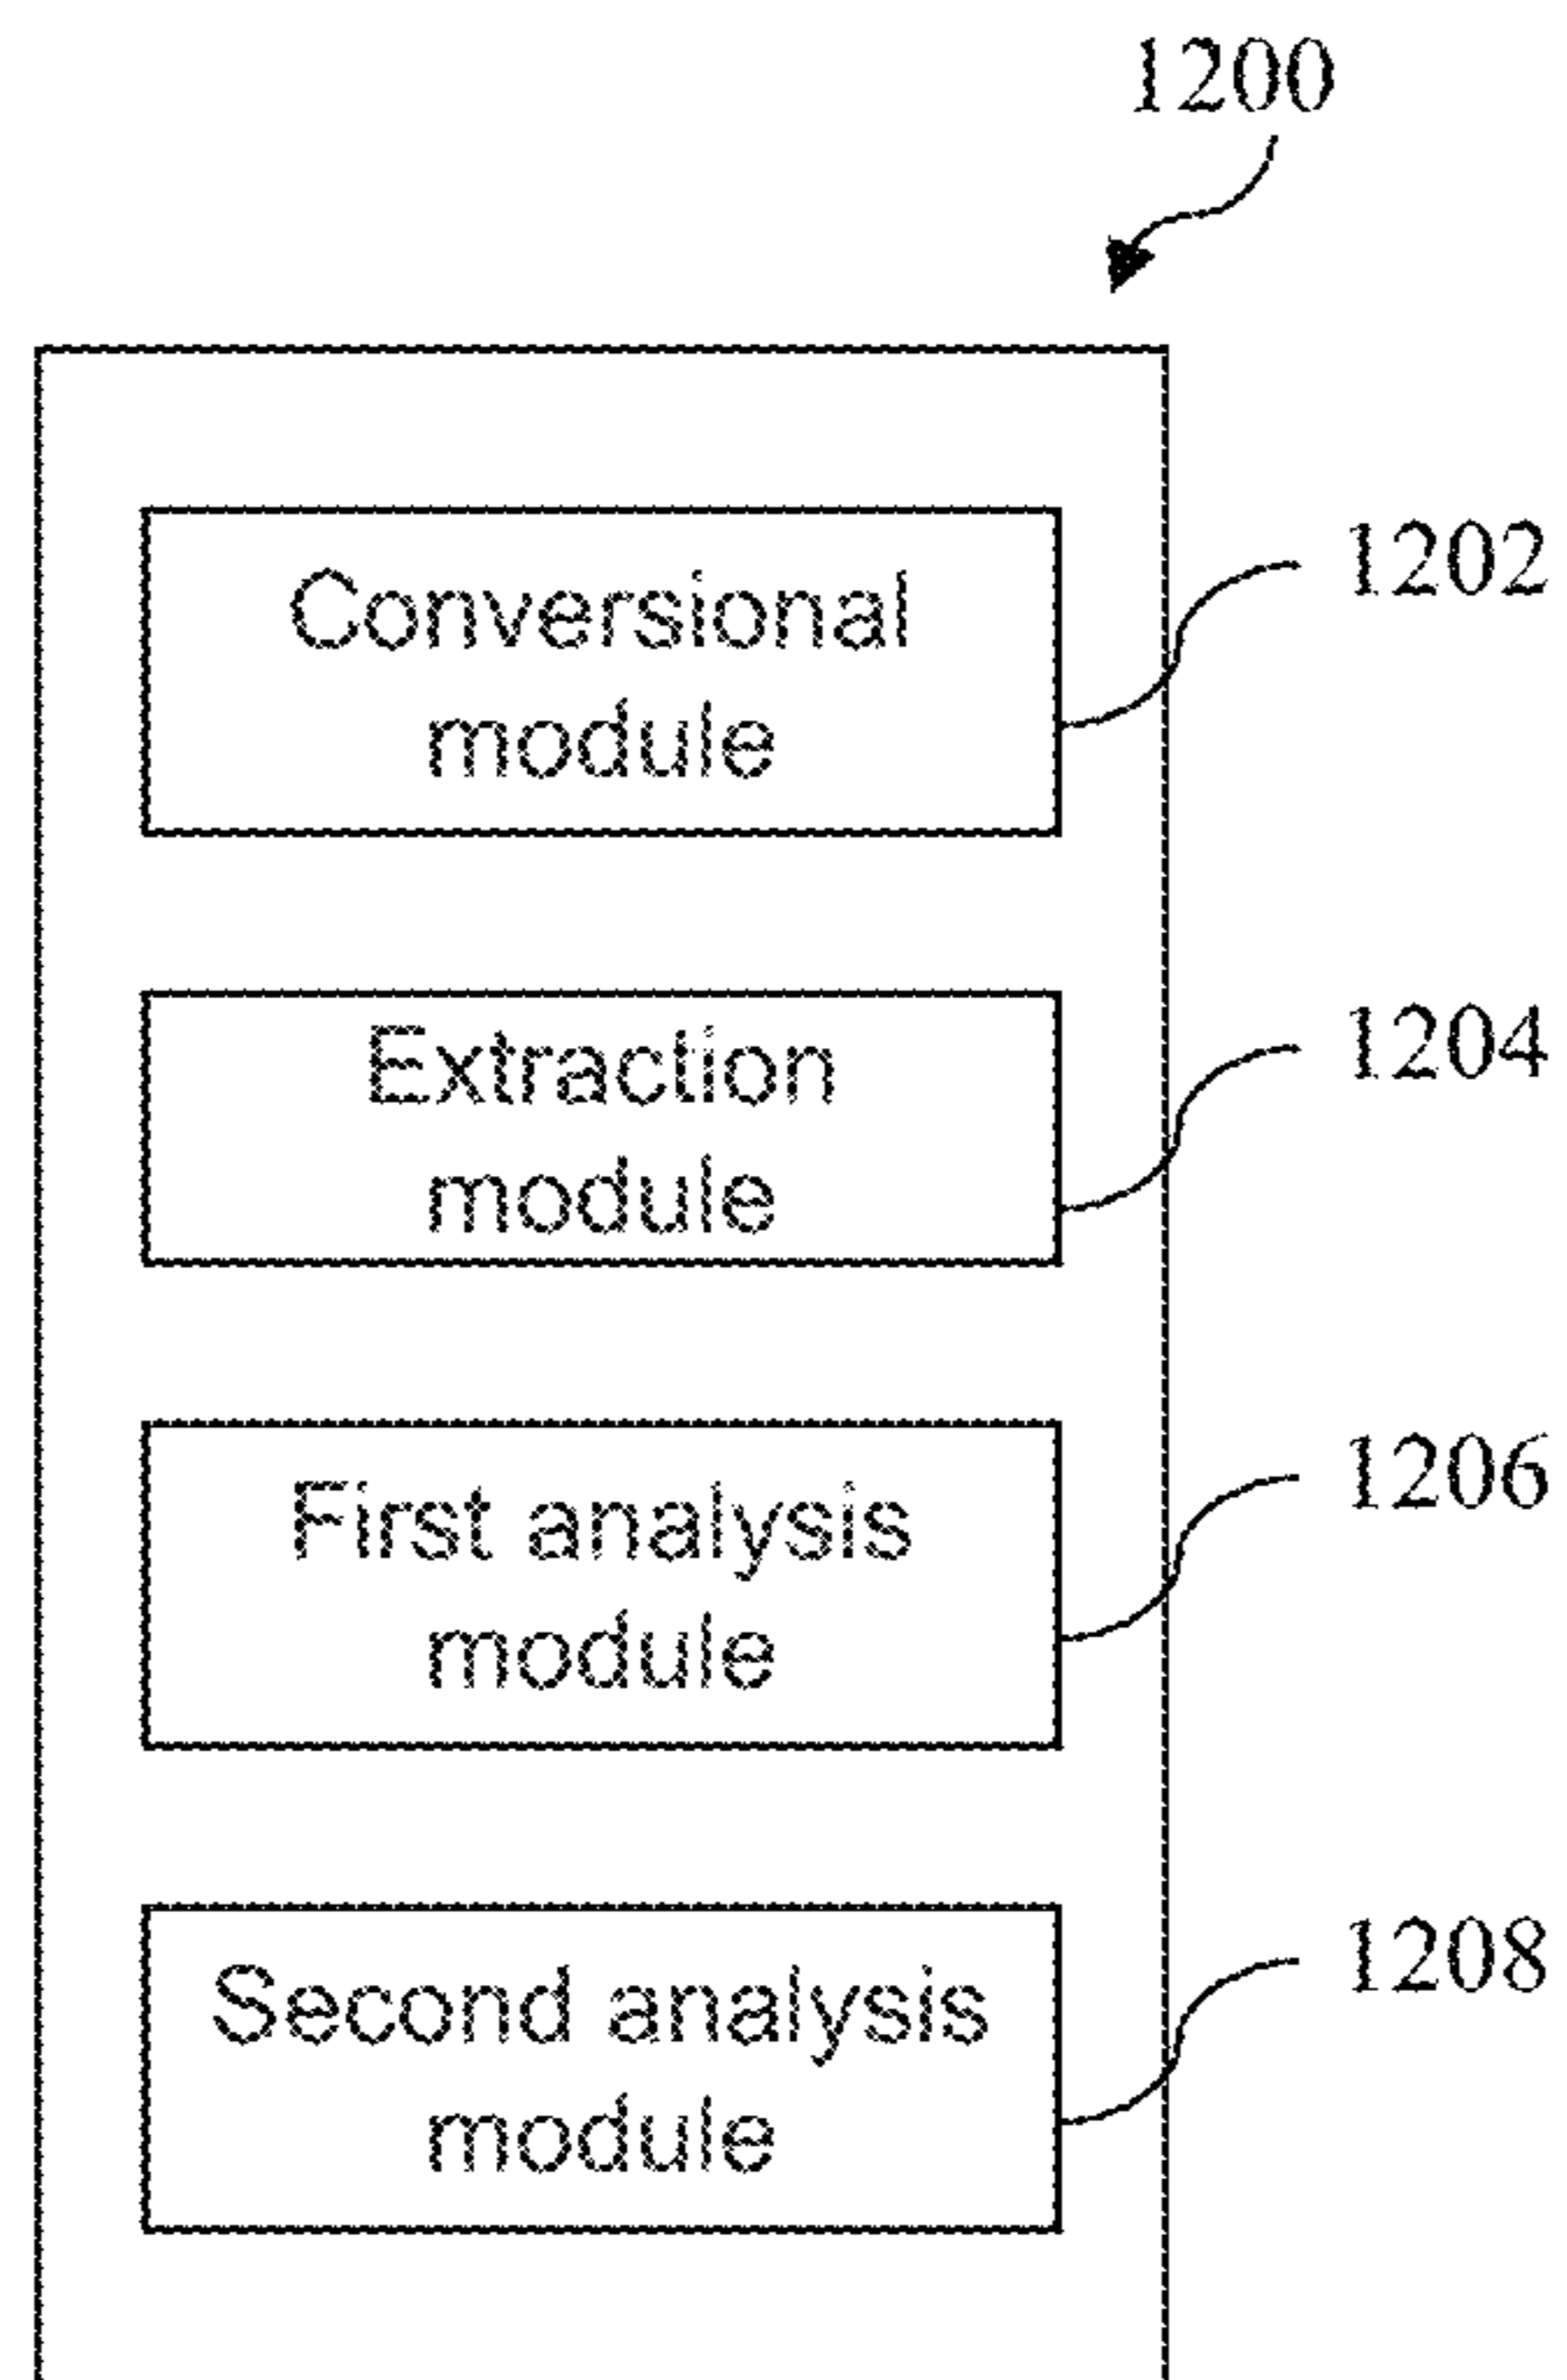 1200
Conversional
module
1202
Extraction
module
1204
First analysis
module
1206
Second analysis
module
1208